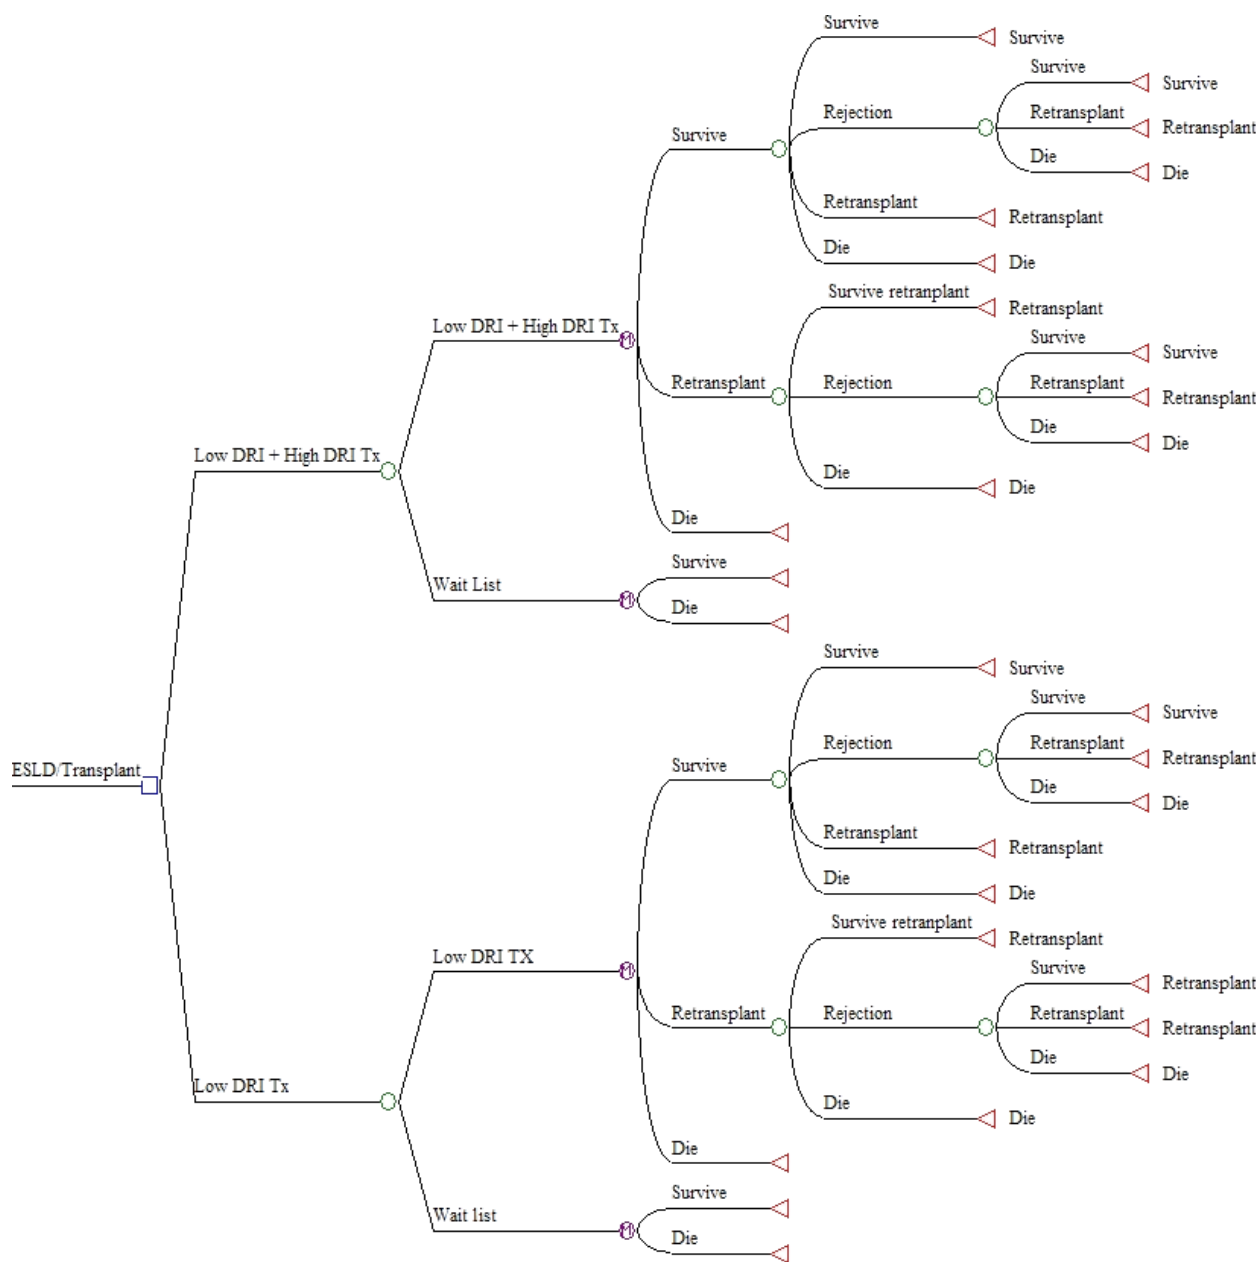 Survive
Survive
Survive
Survive
Rejection
Retransplant
Retransplant
Survive
Die
Die
Retransplant
Retransplant
Die
Die
Survive retranplant
Retransplant
Low DRI + High DRI Tx
M
Survive
Survive
Retransplant
Rejection
Retransplant
Retransplant
Die
Die
Low DRI + High DRI Tx
Die
Die
Die
Survive
Wait List
M
Die
Survive
Survive
Survive
Survive
Rejection
Retransplant
Retransplant
ESLD/Transplant
Survive
Die
Die
Retransplant
Retransplant
Die
Die
Survive retranplant
Retransplant
Low DRI TX
M
Survive
Retransplant
Retransplant
Rejection
Retransplant
Retransplant
Die
Die
Low DRI Tx
Die
Die
Die
Survive
Wait list
M
Die